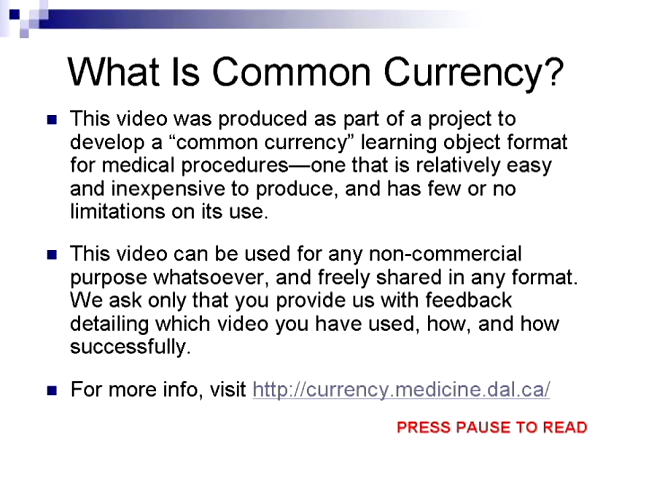 What Is Common Currency?
This video was produced as part of a project to
develop a “common currency” learning object format
for medical procedures—one that is relatively easy
and inexpensive to produce, and has few or no
limitations on its use.
This video can be used for any non-commercial
purpose whatsoever, and freely shared in any format.
We ask only that you provide us with feedback
detailing which video you have used, how, and how
successfully.
For more info, visit http://currency.medicine.dal.ca/
PRESS PAUSE TO READ